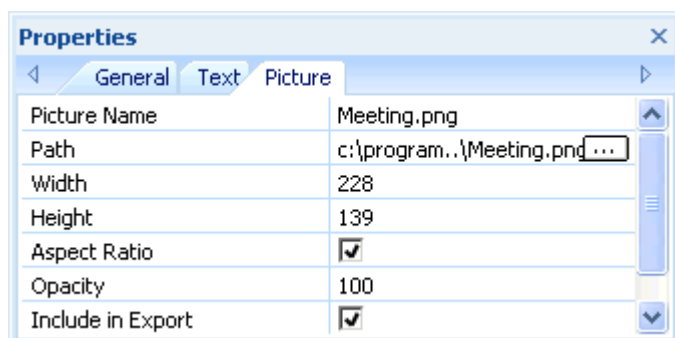 Properties
General Text Picture
Picture Name Meeting.png
Path c:\program..\Meeting.png ...
Width 228
Height 139
Aspect Ratio
Opacity 100
Include in Export